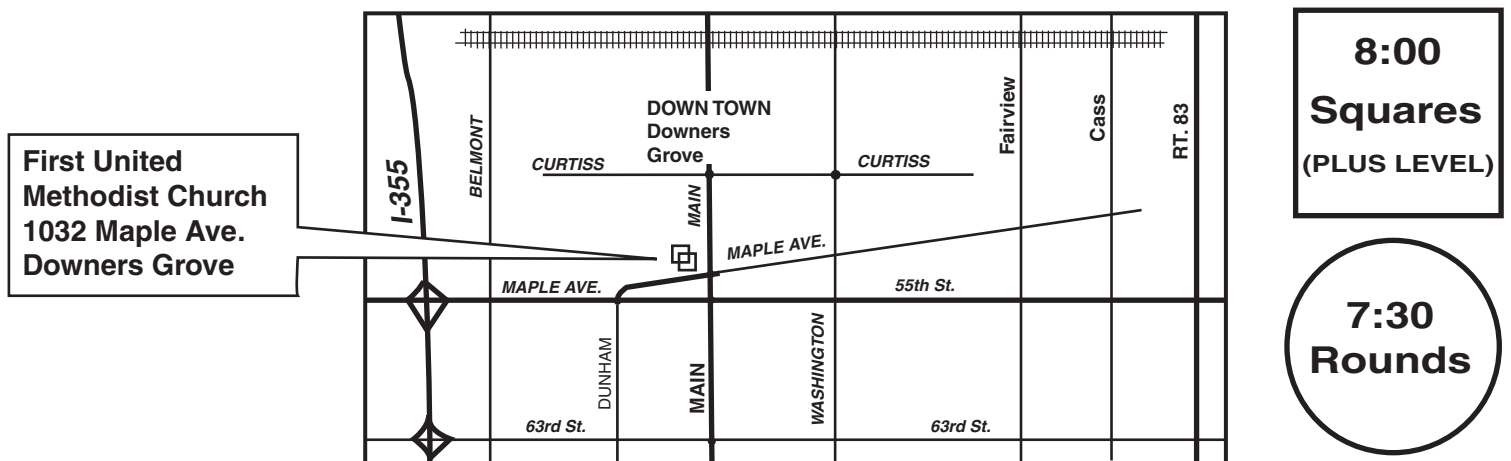 First United
Methodist Church
1032 Maple Ave.
Downers Grove
I-355
BELMONT
DOWN TOWN
Downers
Grove
CURTISS
CURTISS
MAIN
MAPLE AVE.
MAPLE AVE.
55th St.
DUNHAM
MAIN
WASHINGTON
63rd St.
63rd St.
Fairview
Cass
RT. 83
8:00
Squares
(PLUS LEVEL)
7:30
Rounds